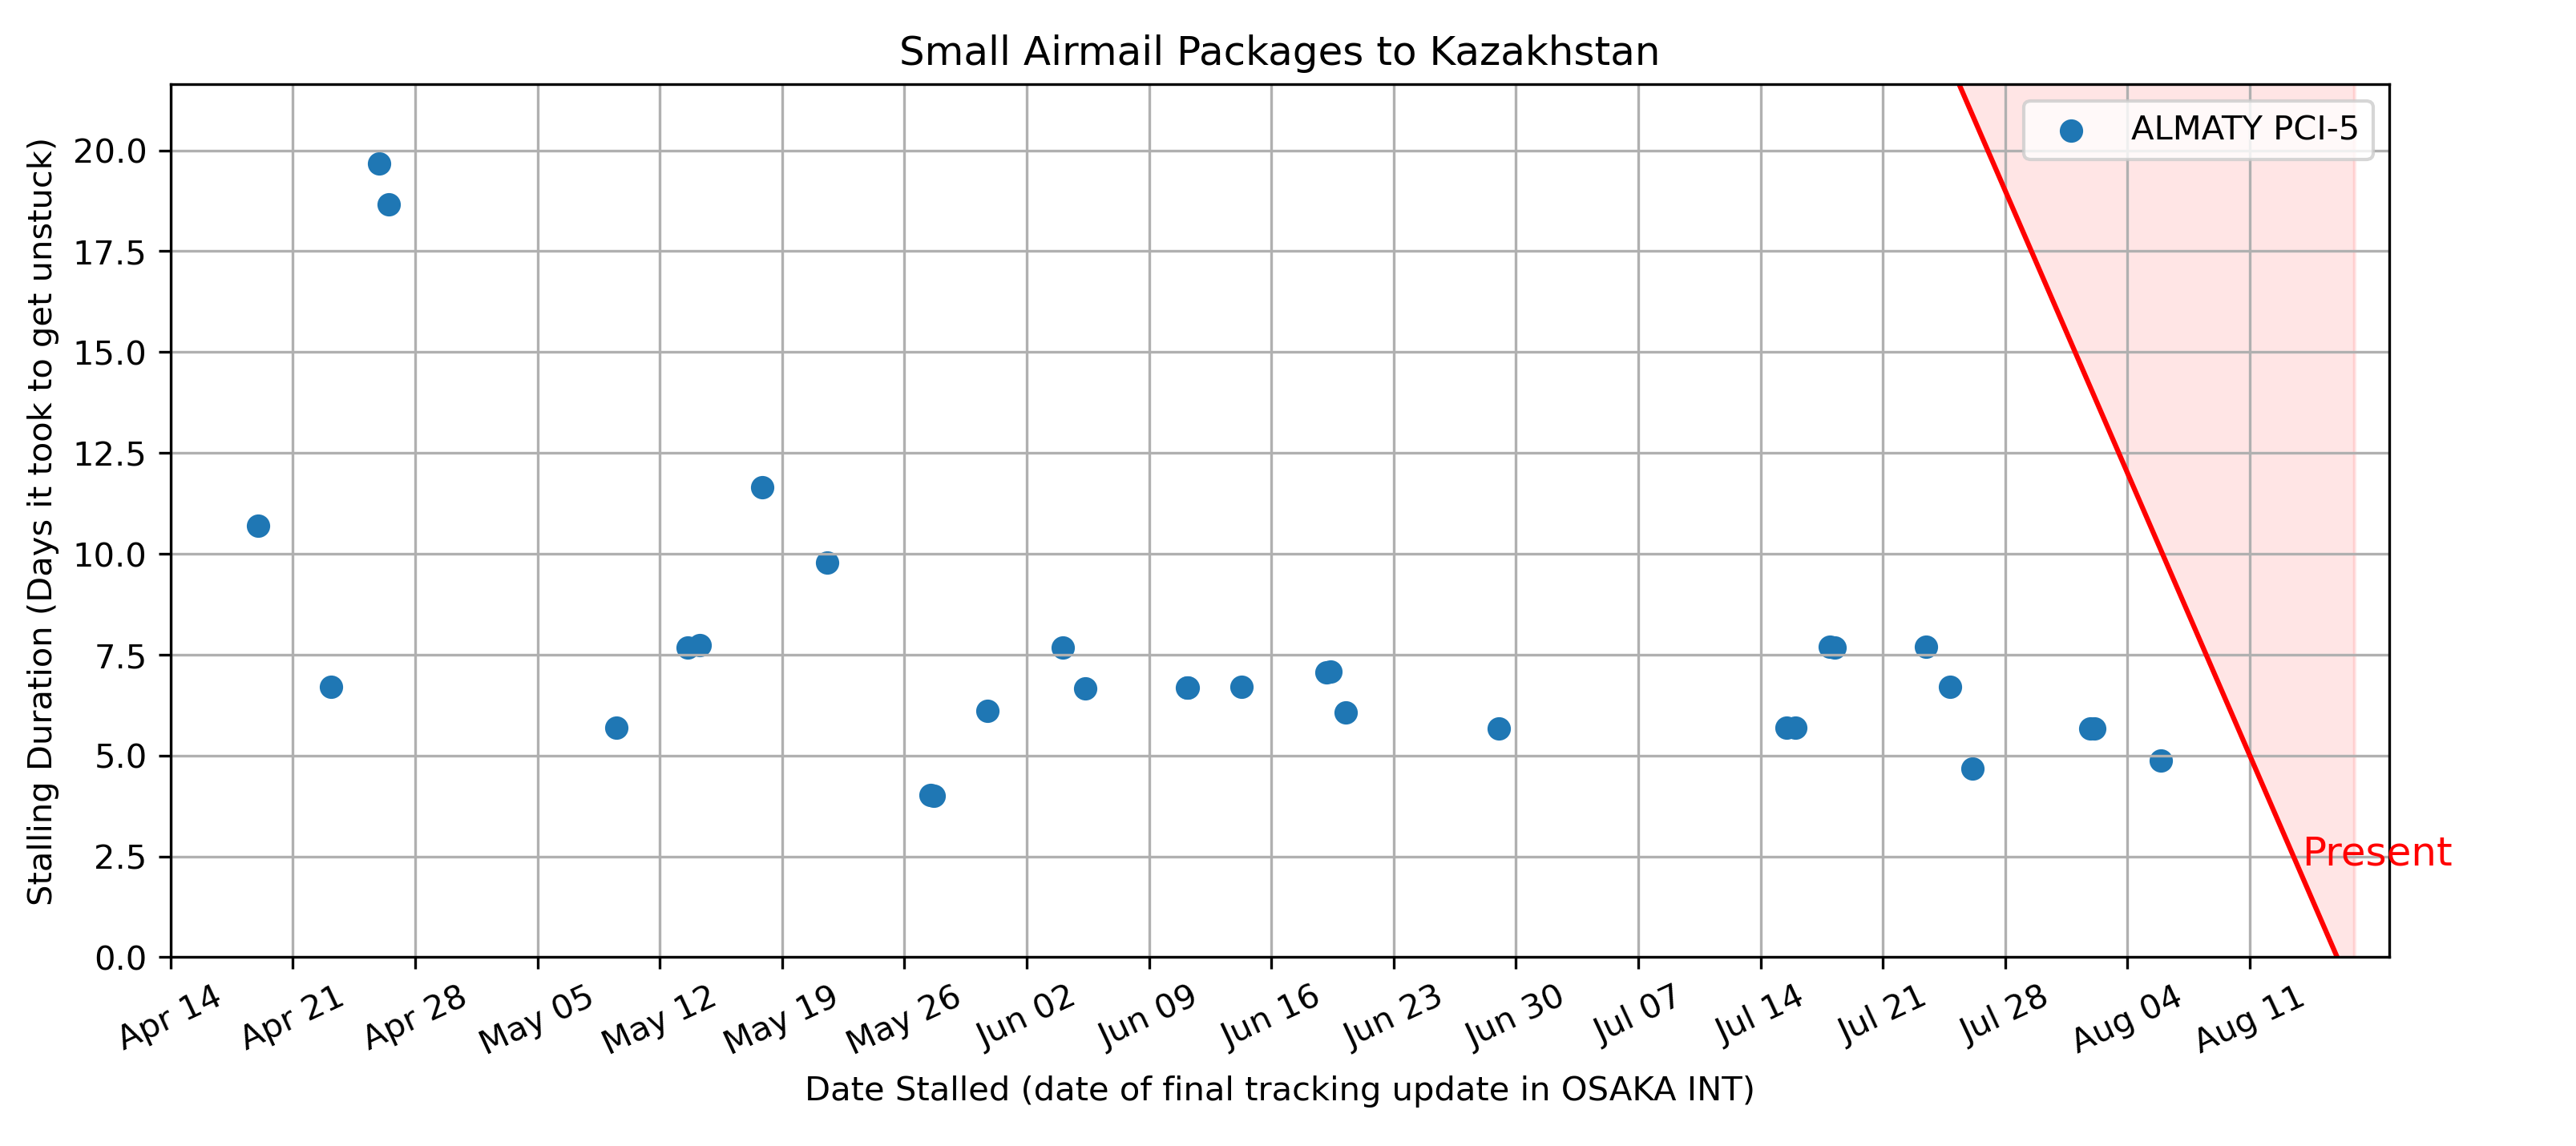 Small Airmail Packages to Kazakhstan
ALMATY PCI-5
Stalling Duration (Days it took to get unstuck)
20.0
17.5
15.0
12.5
10.0
7.5
5.0
2.5
0.0
Present
Apr 14 Apr 21 Apr 28 May 05 May 12 May 19 May 26 Jun 02 Jun 09 Jun 16 Jun 23 Jun 30 Jul 07 Jul 14 Jul 21 Jul 28 Aug 04 Aug 11
Date Stalled (date of final tracking update in OSAKA INT)